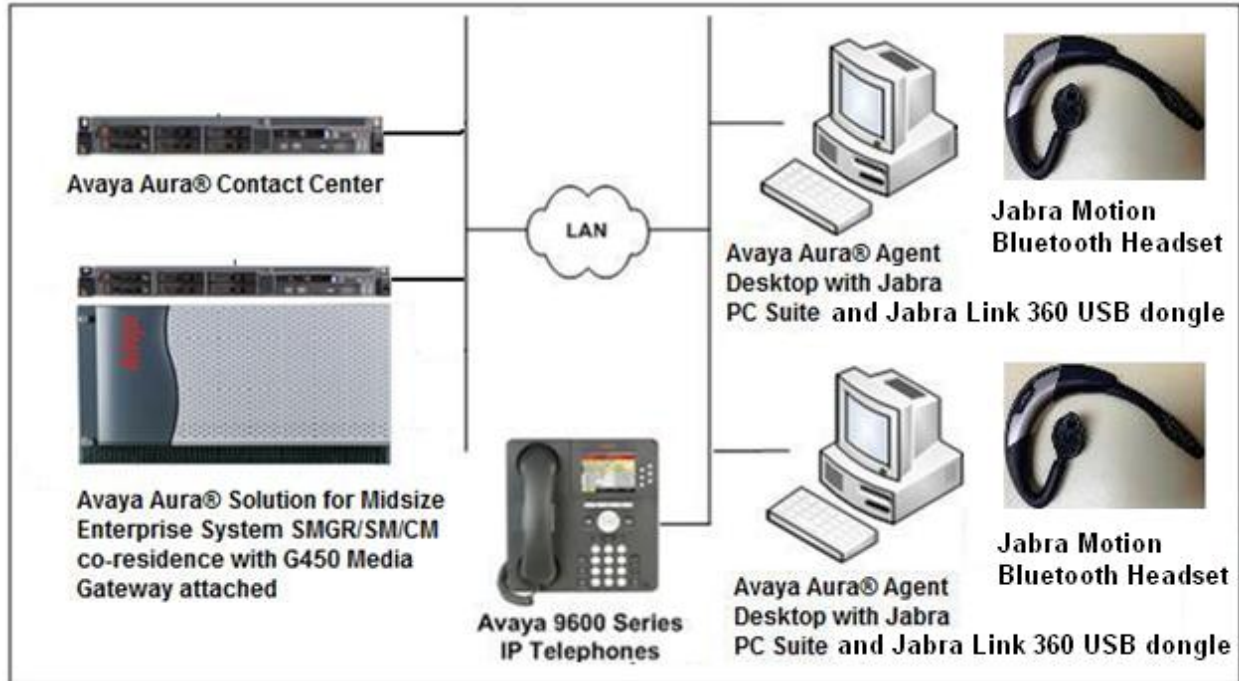 Avaya Aura® Contact Center
LAN
Avaya Aura® Agent
Desktop with Jabra
PC Suite and Jabra Link 360 USB dongle
Jabra Motion
Bluetooth Headset
AVAYA
Avaya Aura® Solution for Midsize
Enterprise System SMGR/SM/CM
co-residence with G450 Media
Gateway attached
Avaya 9600 Series
IP Telephones
Avaya Aura® Agent
Desktop with Jabra
PC Suite and Jabra Link 360 USB dongle
Jabra Motion
Bluetooth Headset